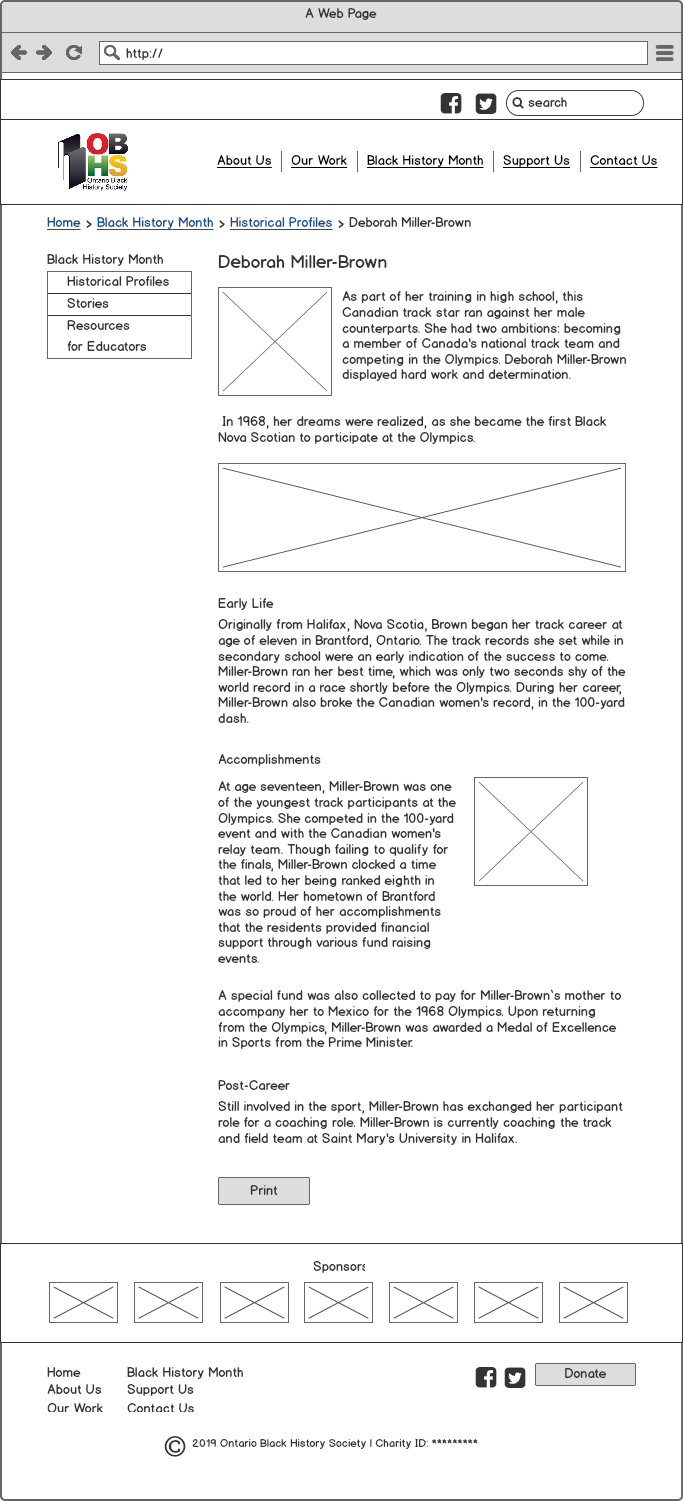 A Web Page
http://
search
OB
HS
Ontario Black
History Society
About Us
Our Work
Black History Month
Support Us
Contact Us
Home > Black History Month > Historical Profiles > Deborah Miller-Brown
Black History Month
Historical Profiles
Stories
Resources
for Educators
Deborah Miller-Brown
As part of her training in high school, this
Canadian track star ran against her male
counterparts. She had two ambitions: becoming
a member of Canada's national track team and
competing in the Olympics. Deborah Miller-Brown
displayed hard work and determination.
In 1968, her dreams were realized, as she became the first Black
Nova Scotian to participate at the Olympics.
Early Life
Originally from Halifax, Nova Scotia, Brown began her track career at
age of eleven in Brantford, Ontario. The track records she set while in
secondary school were an early indication of the success to come.
Miller-Brown ran her best time, which was only two seconds shy of the
world record in a race shortly before the Olympics. During her career,
Miller-Brown also broke the Canadian women's record, in the 100-yard
dash.
Accomplishments
At age seventeen, Miller-Brown was one
of the youngest track participants at the
Olympics. She competed in the 100-yard
event and with the Canadian women's
relay team. Though failing to qualify for
the finals, Miller-Brown clocked a time
that led to her being ranked eighth in
the world. Her hometown of Brantford
was so proud of her accomplishments
that the residents provided financial
support through various fund raising
events.
A special fund was also collected to pay for Miller-Brown`s mother to
accompany her to Mexico for the 1968 Olympics. Upon returning
from the Olympics, Miller-Brown was awarded a Medal of Excellence
in Sports from the Prime Minister.
Post-Career
Still involved in the sport, Miller-Brown has exchanged her participant
role for a coaching role. Miller-Brown is currently coaching the track
and field team at Saint Mary's University in Halifax.
Print
Sponsors
Home
About Us
Our Work
Black History Month
Support Us
Contact Us
Donate
© 2019 Ontario Black History Society | Charity ID: *********